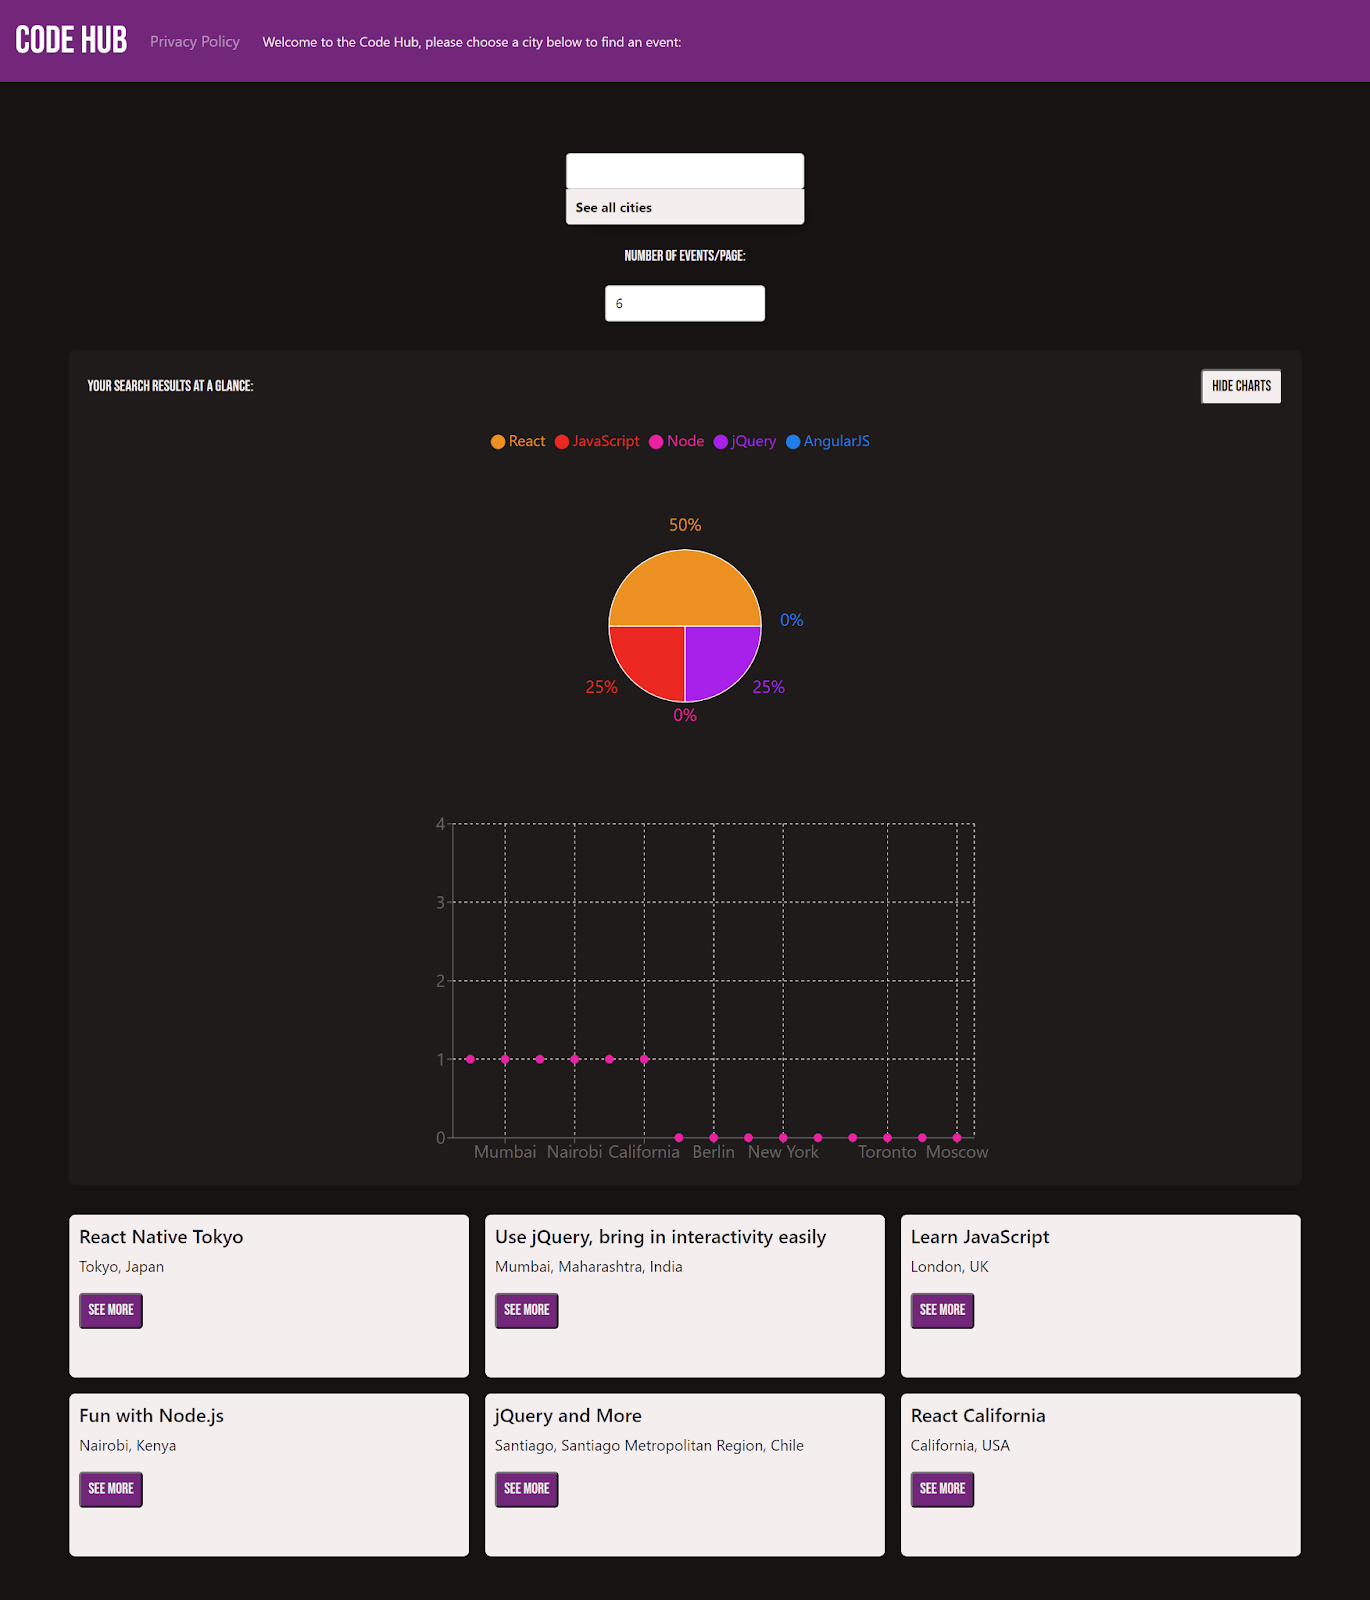 CODE HUB Privacy Policy Welcome to the Code Hub, please choose a city below to find an event:
See all cities
NUMBER OF EVENTS/PAGE:
6
YOUR SEARCH RESULTS AT A GLANCE: HIDE CHARTS
React JavaScript Node jQuery AngularJS
50%
0%
25% 25%
0%
4
3
2
1
0
Mumbai Nairobi California Berlin New York Toronto Moscow
React Native Tokyo
Tokyo, Japan
SEE MORE
Use jQuery, bring in interactivity easily
Mumbai, Maharashtra, India
SEE MORE
Learn JavaScript
London, UK
SEE MORE
Fun with Node.js
Nairobi, Kenya
SEE MORE
jQuery and More
Santiago, Santiago Metropolitan Region, Chile
SEE MORE
React California
California, USA
SEE MORE